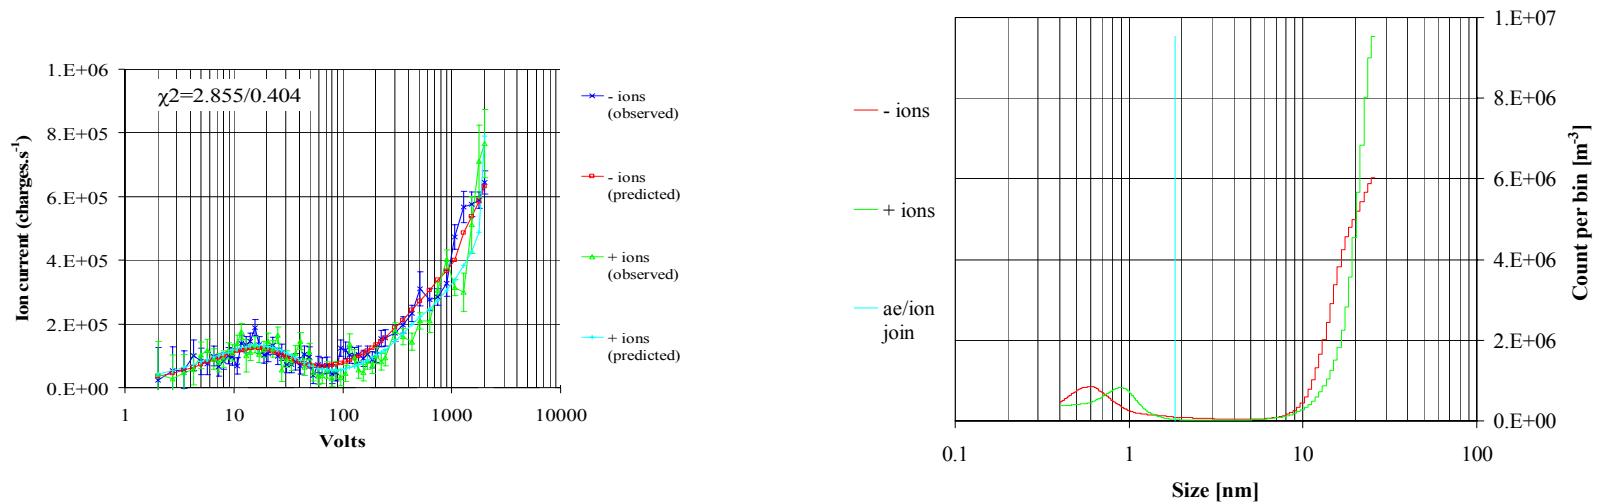 1.E+06
8.E+05
6.E+05
4.E+05
2.E+05
0.E+00
Ion current (charges.s⁻¹)
χ2=2.855/0.404
1
10
100
1000
10000
Volts
- ions
(observed)
- ions
(predicted)
+ ions
(observed)
+ ions
(predicted)
- ions
+ ions
ae/ion
join
1.E+07
8.E+06
6.E+06
4.E+06
2.E+06
0.E+00
Count per bin [m⁻³]
0.1
1
10
100
Size [nm]